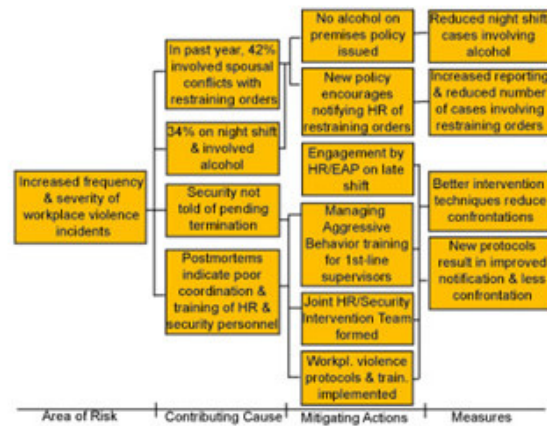 Increased frequency
& severity of
workplace violence
incidents
In past year, 42%
involved spousal
conflicts with
restraining orders
34% on night shift
& involved
alcohol
Security not
told of pending
termination
Postmortems
indicate poor
coordination &
training of HR &
security personnel
No alcohol on
premises policy
issued
New policy
encourages
notifying HR of
restraining orders
Engagement by
HR/EAP on late
shift
Managing
Aggressive
Behavior training
for 1st-line
supervisors
Joint HR/Security
Intervention Team
formed
Workpl. violence
protocols & train.
implemented
Reduced night shift
cases involving
alcohol
Increased reporting
& reduced number
of cases involving
restraining orders
Better intervention
techniques reduce
confrontations
New protocols
result in improved
notification & less
confrontation
Area of Risk
Contributing Cause
Mitigating Actions
Measures